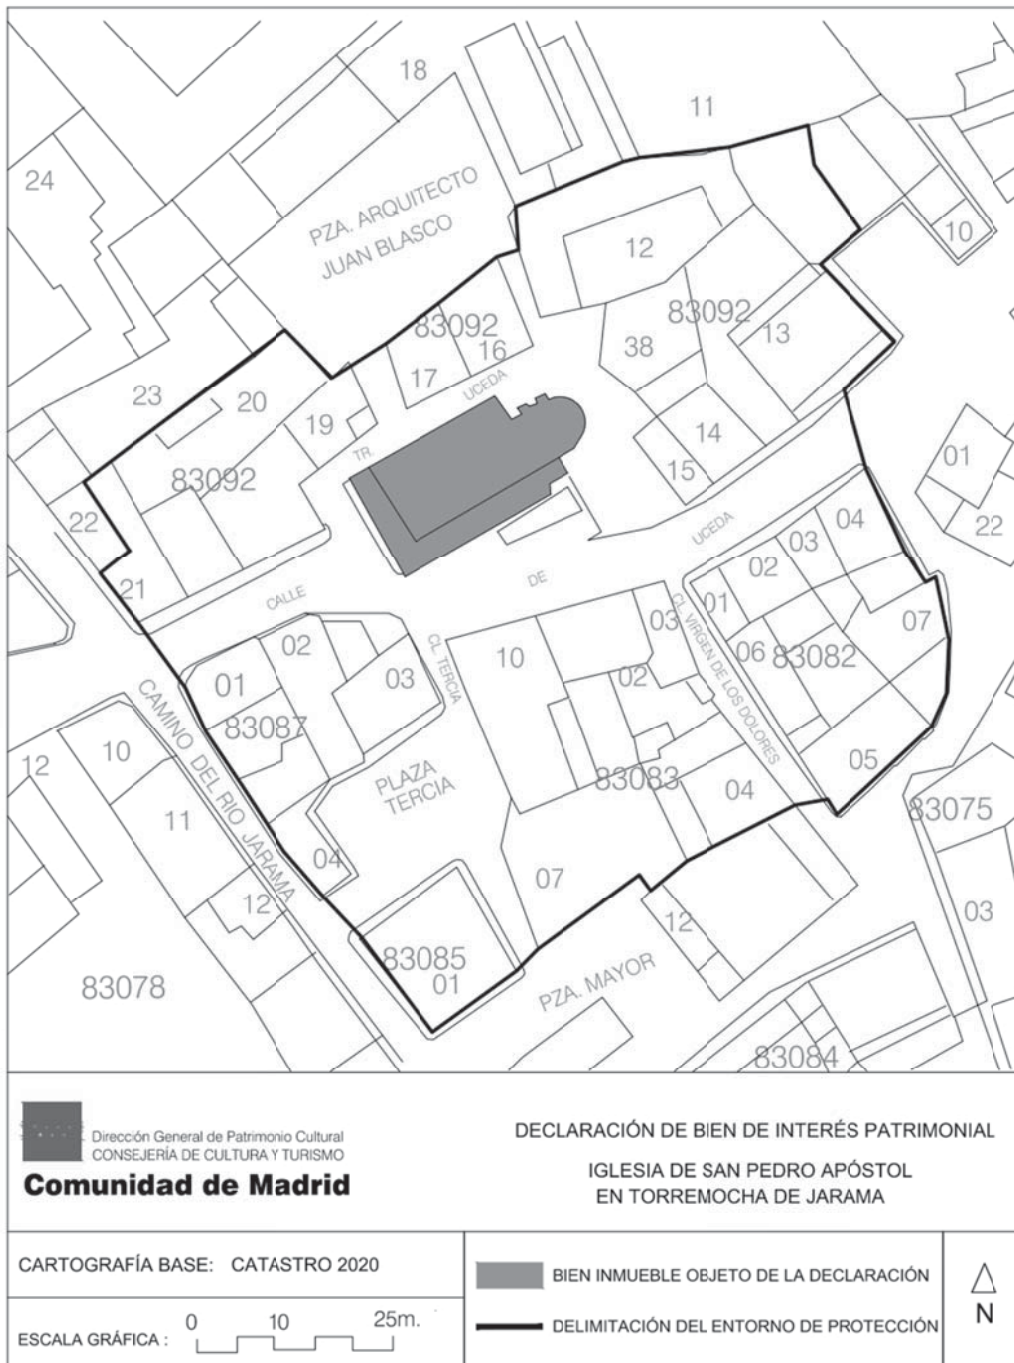 18
11
24
PZA. ARQUITECTO
JUAN BLASCO
12
10
83092
83092
13
16
38
17
UCEDA
23
20
19
14
TR.
01
83092
15
22
22
UCEDA
04
03
DE
02
21
CALLE
01
03
07
02
CL. TERCIA
10
CL. VIRGEN DE LOS DOLORES
06
83082
01
03
02
83087
CAMINO DEL RIO JARAMA
10
12
PLAZA
TERCIA
83083
04
05
83075
11
04
07
12
12
03
83085
01
PZA. MAYOR
83078
83084
Dirección General de Patrimonio Cultural
CONSEJERÍA DE CULTURA Y TURISMO
Comunidad de Madrid
DECLARACIÓN DE BIEN DE INTERÉS PATRIMONIAL
IGLESIA DE SAN PEDRO APÓSTOL
EN TORREMOCHA DE JARAMA
CARTOGRAFÍA BASE: CATASTRO 2020
ESCALA GRÁFICA :
0 10 25m.
BIEN INMUEBLE OBJETO DE LA DECLARACIÓN
DELIMITACIÓN DEL ENTORNO DE PROTECCIÓN
N